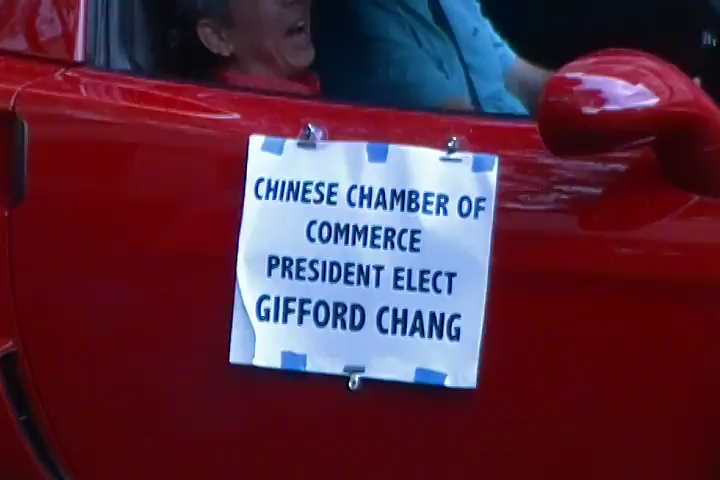 CHINESE CHAMBER OF
COMMERCE
PRESIDENT ELECT
GIFFORD CHANG